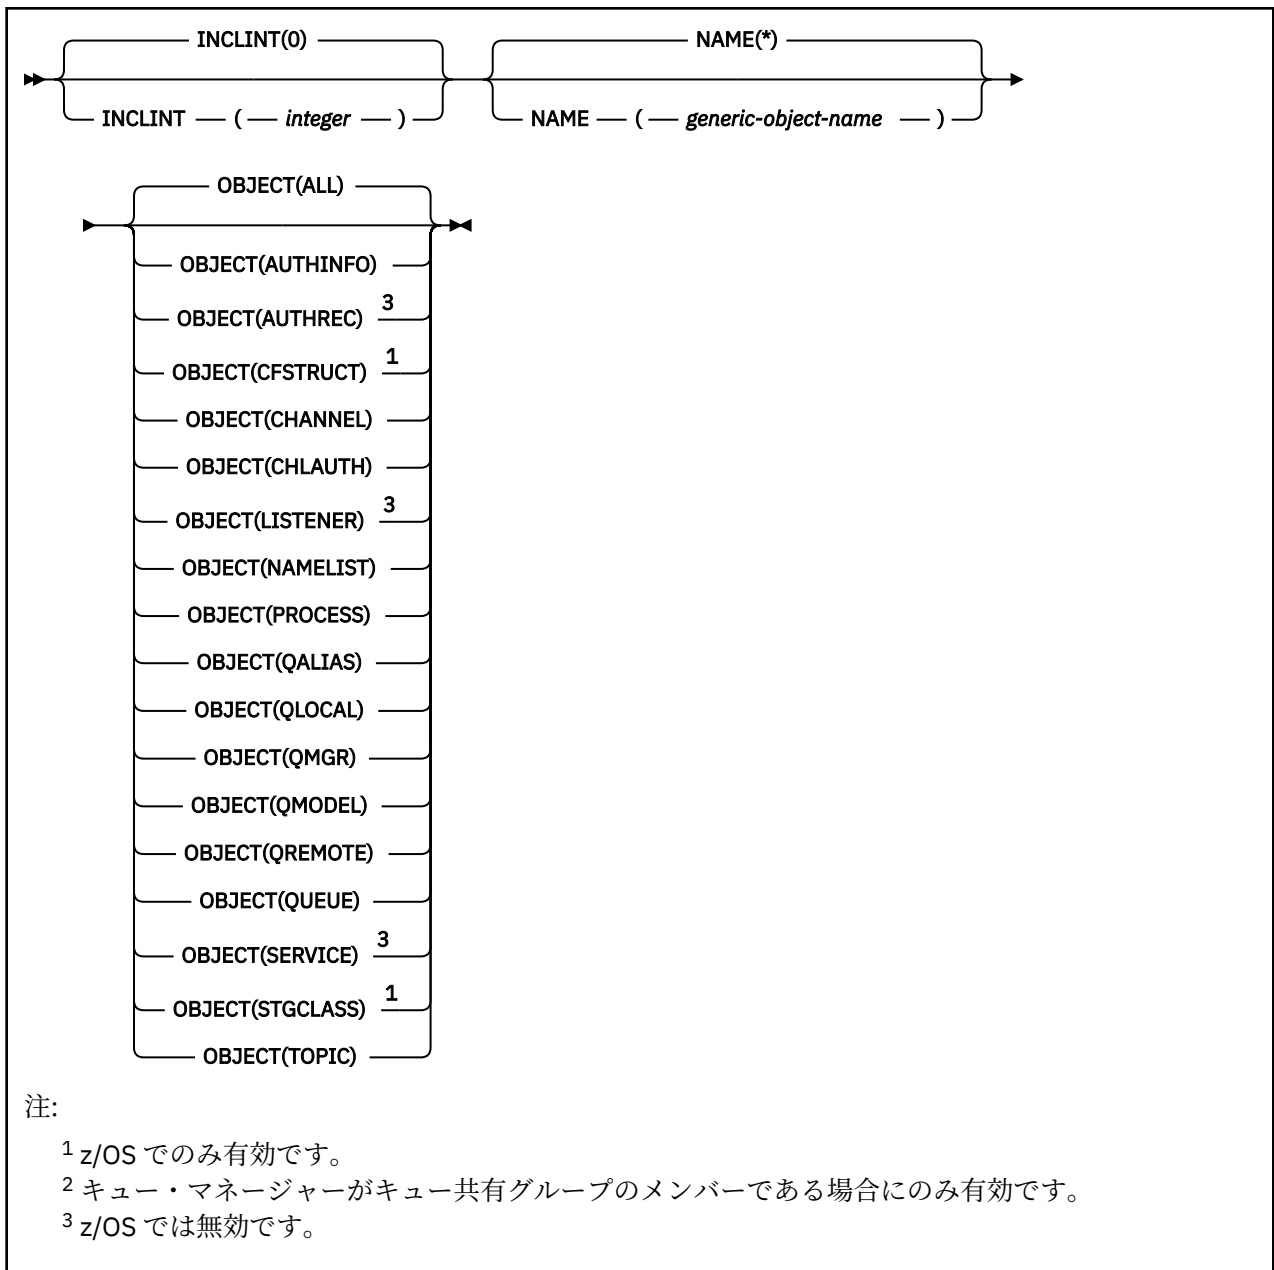 INCLINT(0) NAME(*)
INCLINT ( integer ) NAME ( generic-object-name )
OBJECT(ALL)
OBJECT(AUTHINFO)
OBJECT(AUTHREC) 3
OBJECT(CFSTRUCT) 1
OBJECT(CHANNEL)
OBJECT(CHLAUTH)
OBJECT(LISTENER) 3
OBJECT(NAMELIST)
OBJECT(PROCESS)
OBJECT(QALIAS)
OBJECT(QLOCAL)
OBJECT(QMGR)
OBJECT(QMODEL)
OBJECT(QREMOTE)
OBJECT(QUEUE)
OBJECT(SERVICE) 3
OBJECT(STGCLASS) 1
OBJECT(TOPIC)
注:
1 z/OS でのみ有効です。
2 キュー・マネージャーがキュー共有グループのメンバーである場合にのみ有効です。
3 z/OS では無効です。